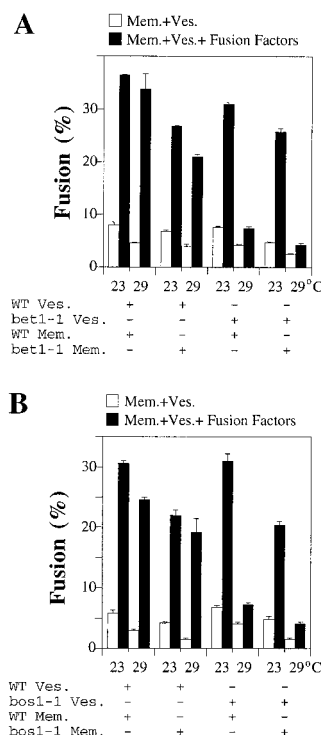 A
Mem.+Ves.
Mem.+Ves.+ Fusion Factors
Fusion (%)
30
20
10
0
23 29 23 29 23 29 23 29°C
WT Ves. + + - -
bet1-1 Ves. - - + +
WT Mem. + - + -
bet1-1 Mem. - + - +
B
Mem.+Ves.
Mem.+Ves.+ Fusion Factors
Fusion (%)
30
20
10
0
23 29 23 29 23 29 23 29°C
WT Ves. + + - -
bos1-1 Ves. - - + +
WT Mem. + - + -
bos1-1 Mem. - + - +